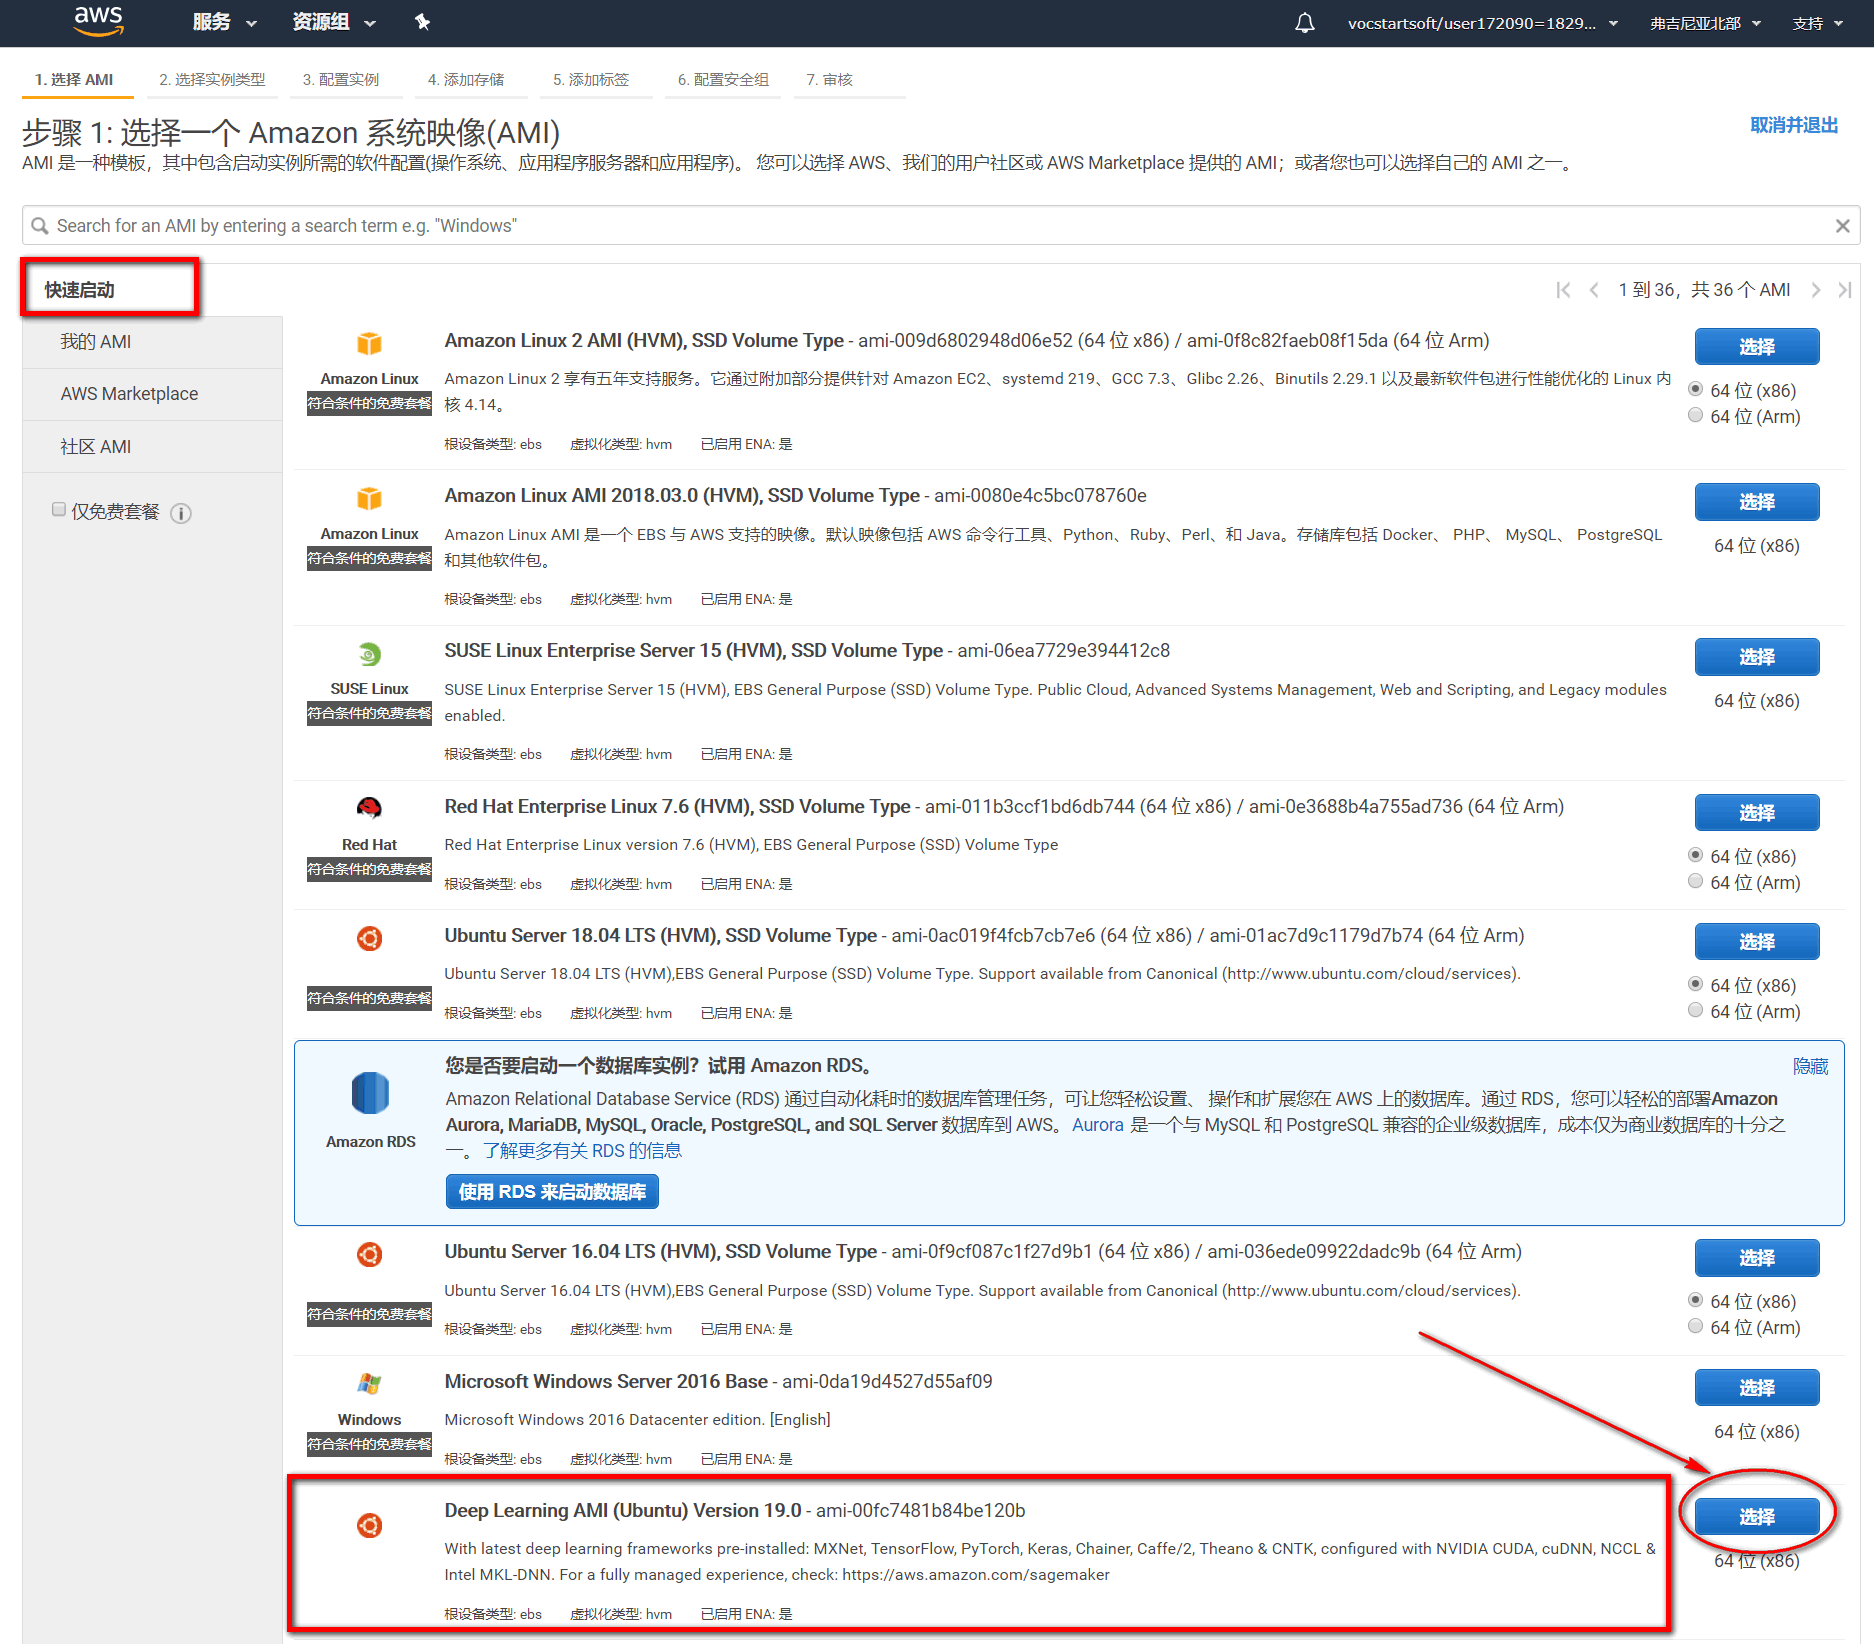 aws 服务 资源组 vocstartsoft/user172090=1829... 弗吉尼亚北部 支持
1. 选择 AMI 2. 选择实例类型 3. 配置实例 4. 添加存储 5. 添加标签 6. 配置安全组 7. 审核
步骤 1: 选择一个 Amazon 系统映像(AMI)
取消并退出
AMI 是一种模板，其中包含启动实例所需的软件配置(操作系统、应用程序服务器和应用程序)。 您可以选择 AWS、我们的用户社区或 AWS Marketplace 提供的 AMI；或者您也可以选择自己的 AMI 之一。
Search for an AMI by entering a search term e.g. "Windows"
快速启动
1 到 36，共 36 个 AMI
我的 AMI
AWS Marketplace
社区 AMI
仅免费套餐
Amazon Linux 2 AMI (HVM), SSD Volume Type - ami-009d6802948d06e52 (64 位 x86) / ami-0f8c82faeb08f15da (64 位 Arm)
选择
Amazon Linux
符合条件的免费套餐
Amazon Linux 2 享有五年支持服务。它通过附加部分提供针对 Amazon EC2、systemd 219、GCC 7.3、Glibc 2.26、Binutils 2.29.1 以及最新软件包进行性能优化的 Linux 内
核 4.14。
64 位 (x86)
64 位 (Arm)
根设备类型: ebs 虚拟化类型: hvm 已启用 ENA: 是
Amazon Linux AMI 2018.03.0 (HVM), SSD Volume Type - ami-0080e4c5bc078760e
选择
Amazon Linux
符合条件的免费套餐
Amazon Linux AMI 是一个 EBS 与 AWS 支持的映像。默认映像包括 AWS 命令行工具、Python、Ruby、Perl、和 Java。存储库包括 Docker、 PHP、 MySQL、 PostgreSQL
和其他软件包。
64 位 (x86)
根设备类型: ebs 虚拟化类型: hvm 已启用 ENA: 是
SUSE Linux Enterprise Server 15 (HVM), SSD Volume Type - ami-06ea7729e394412c8
选择
SUSE Linux
符合条件的免费套餐
SUSE Linux Enterprise Server 15 (HVM), EBS General Purpose (SSD) Volume Type. Public Cloud, Advanced Systems Management, Web and Scripting, and Legacy modules
enabled.
64 位 (x86)
根设备类型: ebs 虚拟化类型: hvm 已启用 ENA: 是
Red Hat Enterprise Linux 7.6 (HVM), SSD Volume Type - ami-011b3ccf1bd6db744 (64 位 x86) / ami-0e3688b4a755ad736 (64 位 Arm)
选择
Red Hat
符合条件的免费套餐
Red Hat Enterprise Linux version 7.6 (HVM), EBS General Purpose (SSD) Volume Type
64 位 (x86)
64 位 (Arm)
根设备类型: ebs 虚拟化类型: hvm 已启用 ENA: 是
Ubuntu Server 18.04 LTS (HVM), SSD Volume Type - ami-0ac019f4fcb7cb7e6 (64 位 x86) / ami-01ac7d9c1179d7b74 (64 位 Arm)
选择
Ubuntu Server 18.04 LTS (HVM),EBS General Purpose (SSD) Volume Type. Support available from Canonical (http://www.ubuntu.com/cloud/services).
符合条件的免费套餐
64 位 (x86)
64 位 (Arm)
根设备类型: ebs 虚拟化类型: hvm 已启用 ENA: 是
您是否要启动一个数据库实例？试用 Amazon RDS。
隐藏
Amazon RDS
Amazon Relational Database Service (RDS) 通过自动化耗时的数据库管理任务，可让您轻松设置、 操作和扩展您在 AWS 上的数据库。通过 RDS，您可以轻松的部署Amazon
Aurora, MariaDB, MySQL, Oracle, PostgreSQL, and SQL Server 数据库到 AWS。 Aurora 是一个与 MySQL 和 PostgreSQL 兼容的企业级数据库，成本仅为商业数据库的十分之
一。 了解更多有关 RDS 的信息
使用 RDS 来启动数据库
Ubuntu Server 16.04 LTS (HVM), SSD Volume Type - ami-0f9cf087c1f27d9b1 (64 位 x86) / ami-036ede09922dadc9b (64 位 Arm)
选择
Ubuntu Server 16.04 LTS (HVM),EBS General Purpose (SSD) Volume Type. Support available from Canonical (http://www.ubuntu.com/cloud/services).
符合条件的免费套餐
64 位 (x86)
64 位 (Arm)
根设备类型: ebs 虚拟化类型: hvm 已启用 ENA: 是
Microsoft Windows Server 2016 Base - ami-0da19d4527d55af09
选择
Windows
符合条件的免费套餐
Microsoft Windows 2016 Datacenter edition. [English]
64 位 (x86)
根设备类型: ebs 虚拟化类型: hvm 已启用 ENA: 是
Deep Learning AMI (Ubuntu) Version 19.0 - ami-00fc7481b84be120b
选择
With latest deep learning frameworks pre-installed: MXNet, TensorFlow, PyTorch, Keras, Chainer, Caffe/2, Theano & CNTK, configured with NVIDIA CUDA, cuDNN, NCCL &
Intel MKL-DNN. For a fully managed experience, check: https://aws.amazon.com/sagemaker
64 位 (x86)
根设备类型: ebs 虚拟化类型: hvm 已启用 ENA: 是